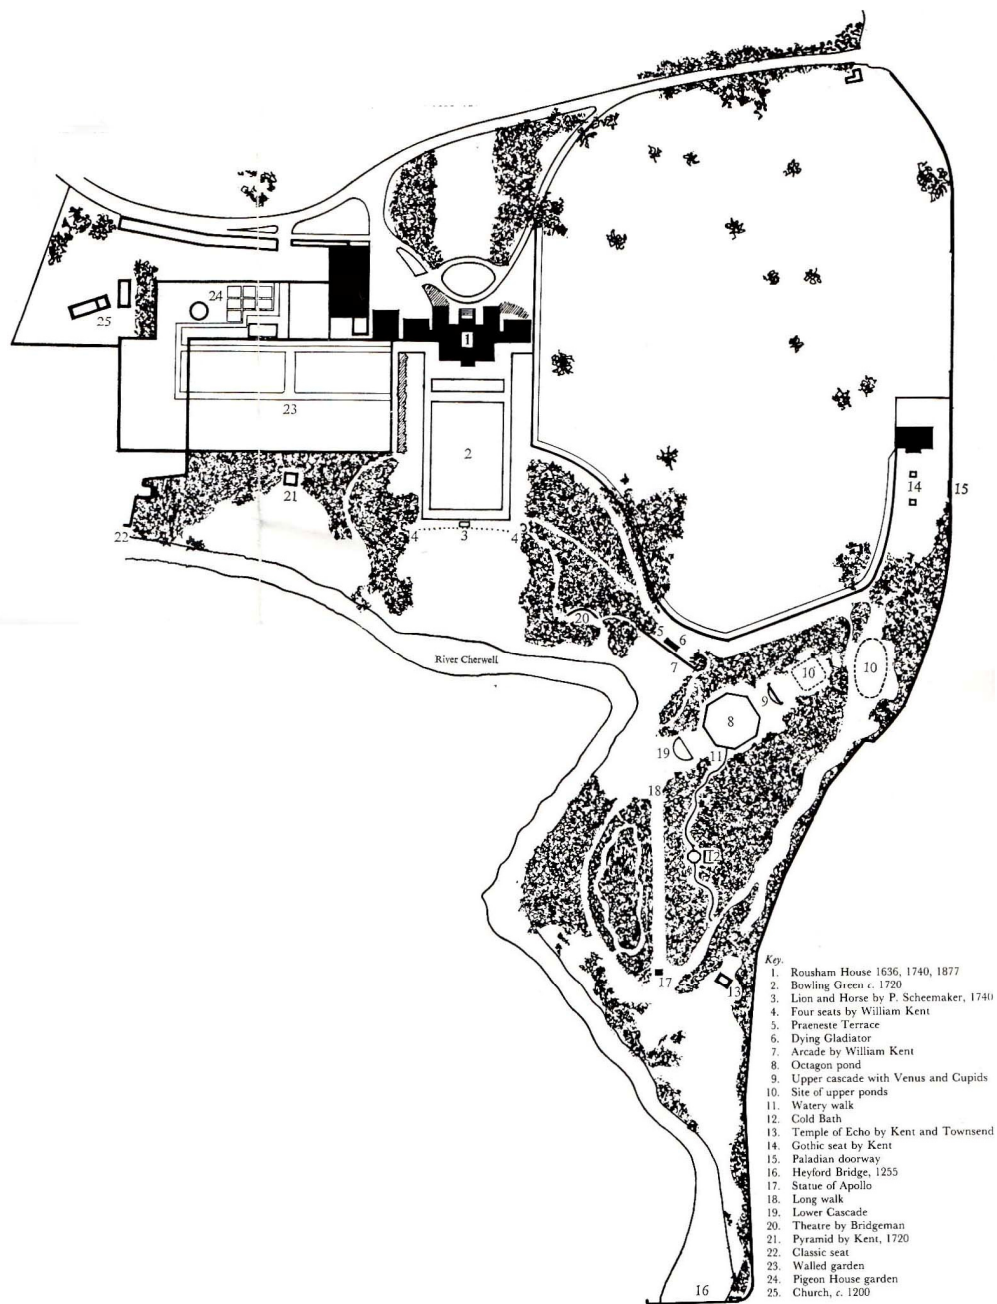 24
25
1
23
2
21
14
15
22
4
3
4
20
5
6
River Cherwell
7
10
10
9
8
19
11
18
12
17
13
16
Key.
1. Rousham House 1636, 1740, 1877
2. Bowling Green c. 1720
3. Lion and Horse by P. Scheemaker, 1740
4. Four seats by William Kent
5. Praeneste Terrace
6. Dying Gladiator
7. Arcade by William Kent
8. Octagon pond
9. Upper cascade with Venus and Cupids
10. Site of upper ponds
11. Watery walk
12. Cold Bath
13. Temple of Echo by Kent and Townsend
14. Gothic seat by Kent
15. Paladian doorway
16. Heyford Bridge, 1255
17. Statue of Apollo
18. Long walk
19. Lower Cascade
20. Theatre by Bridgeman
21. Pyramid by Kent, 1720
22. Classic seat
23. Walled garden
24. Pigeon House garden
25. Church, c. 1200